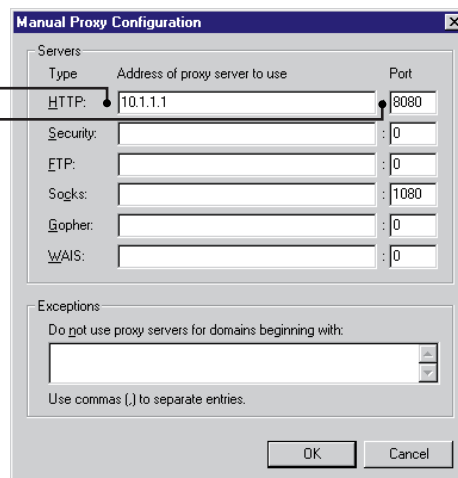 Manual Proxy Configuration
Servers
Type Address of proxy server to use Port
HTTP: 10.1.1.1 8080
Security: : 0
FTP: : 0
Socks: : 1080
Gopher: : 0
WAIS: : 0
Exceptions
Do not use proxy servers for domains beginning with:
Use commas (,) to separate entries.
OK Cancel